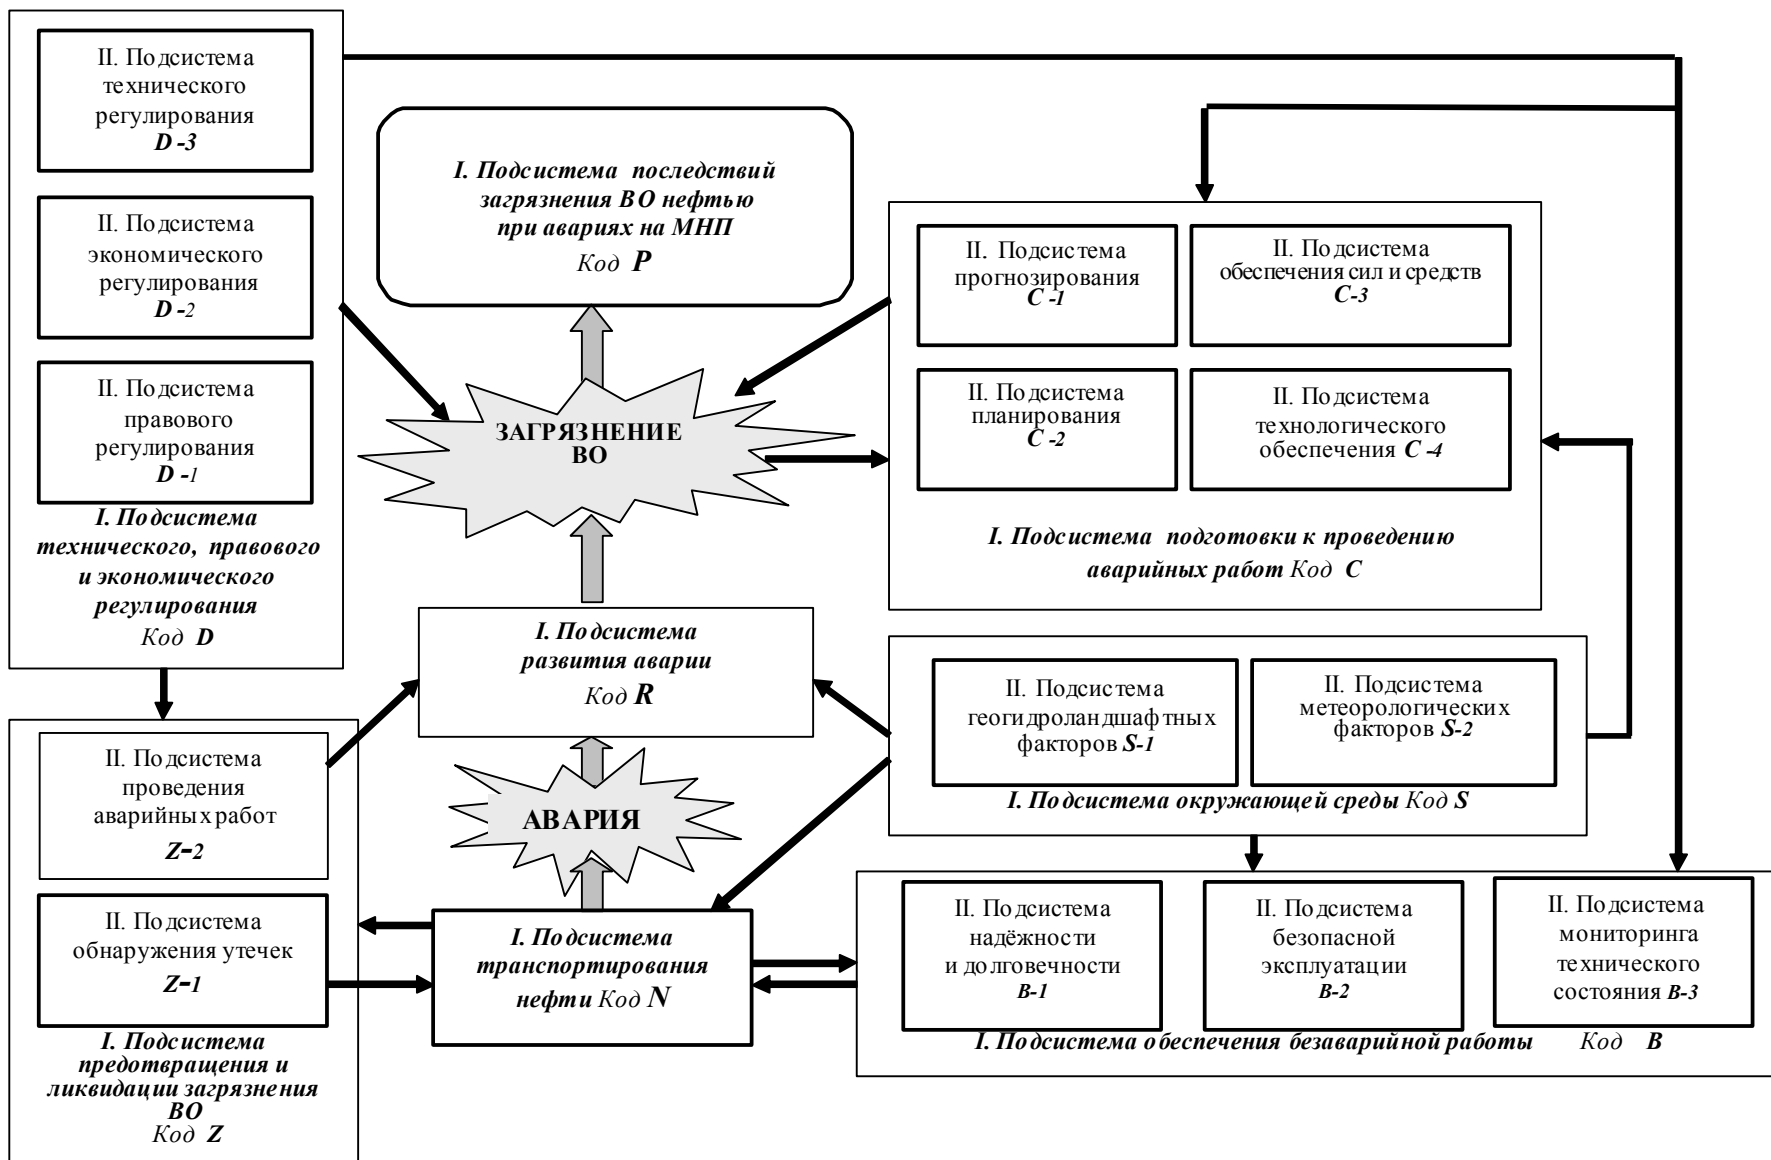 II. Подсистема
технического
регулирования
D -3
II. Подсистема
экономического
регулирования
D -2
II. Подсистема
правового
регулирования
D -1
I. Подсистема
технического, правового
и экономического
регулирования
Код D
I. Подсистема последствий
загрязнения ВО нефтью
при авариях на МНП
Код P
II. Подсистема
прогнозирования
C -1
II. Подсистема
обеспечения сил и средств
C-3
II. Подсистема
планирования
C -2
II. Подсистема
технологического
обеспечения C -4
I. Подсистема подготовки к проведению
аварийных работ Код C
ЗАГРЯЗНЕНИЕ
ВО
I. Подсистема
развития аварии
Код R
II. Подсистема
геогидроландшафтных
факторов S-1
II. Подсистема
метеорологических
факторов S-2
I. Подсистема окружающей среды Код S
АВАРИЯ
II. Подсистема
проведения
аварийных работ
Z-2
II. Подсистема
обнаружения утечек
Z-1
I. Подсистема
предотвращения и
ликвидации загрязнения
ВО
Код Z
I. Подсистема
транспортирования
нефти Код N
II. Подсистема
надёжности
и долговечности
B-1
II. Подсистема
безопасной
эксплуатации
B-2
II. Подсистема
мониторинга
технического
состояния B-3
I. Подсистема обеспечения безаварийной работы Код B